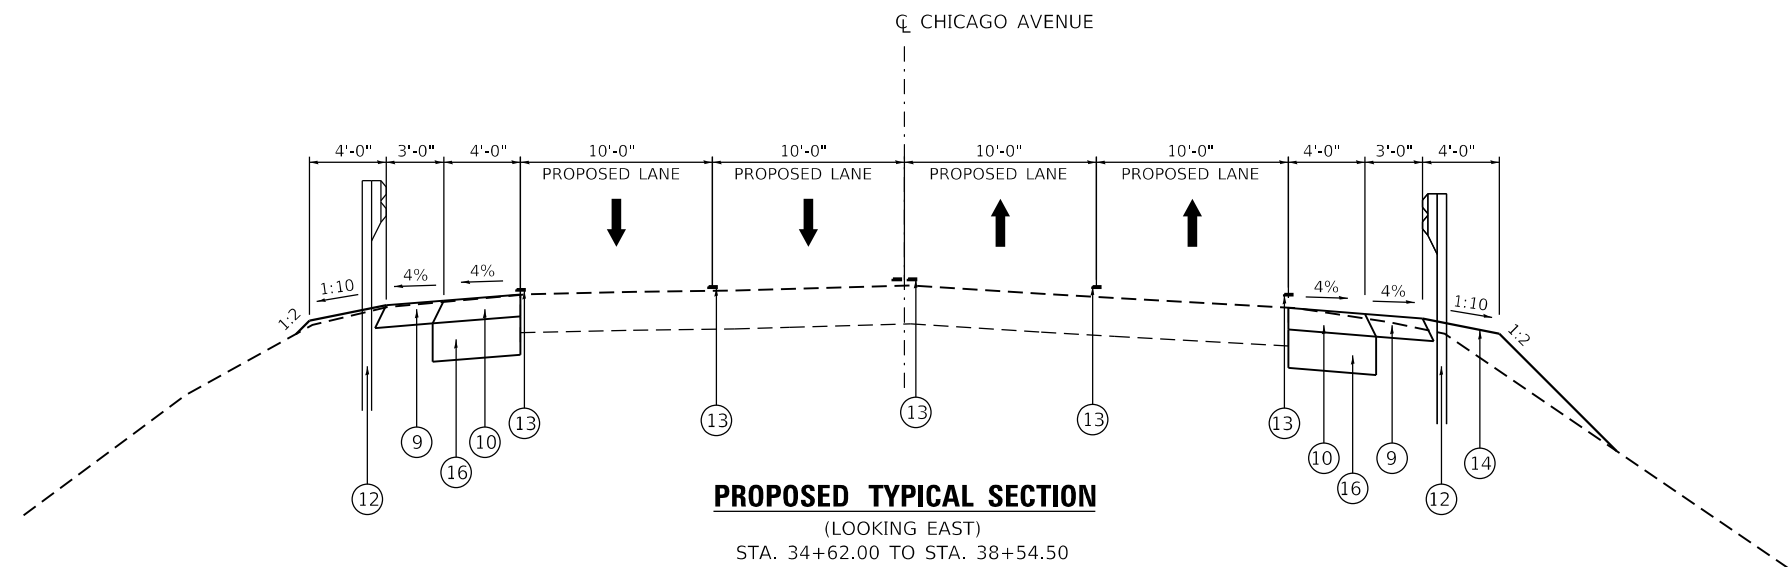 ℄ CHICAGO AVENUE
4'-0" 3'-0" 4'-0" 10'-0" 10'-0" 10'-0" 10'-0" 4'-0" 3'-0" 4'-0"
PROPOSED LANE PROPOSED LANE PROPOSED LANE PROPOSED LANE
1:2 1:10 4% 4% 4% 4% 1:10 1:2
13 13 13 13 13
9 10 10 9 14
16 16
12 12
PROPOSED TYPICAL SECTION
(LOOKING EAST)
STA. 34+62.00 TO STA. 38+54.50